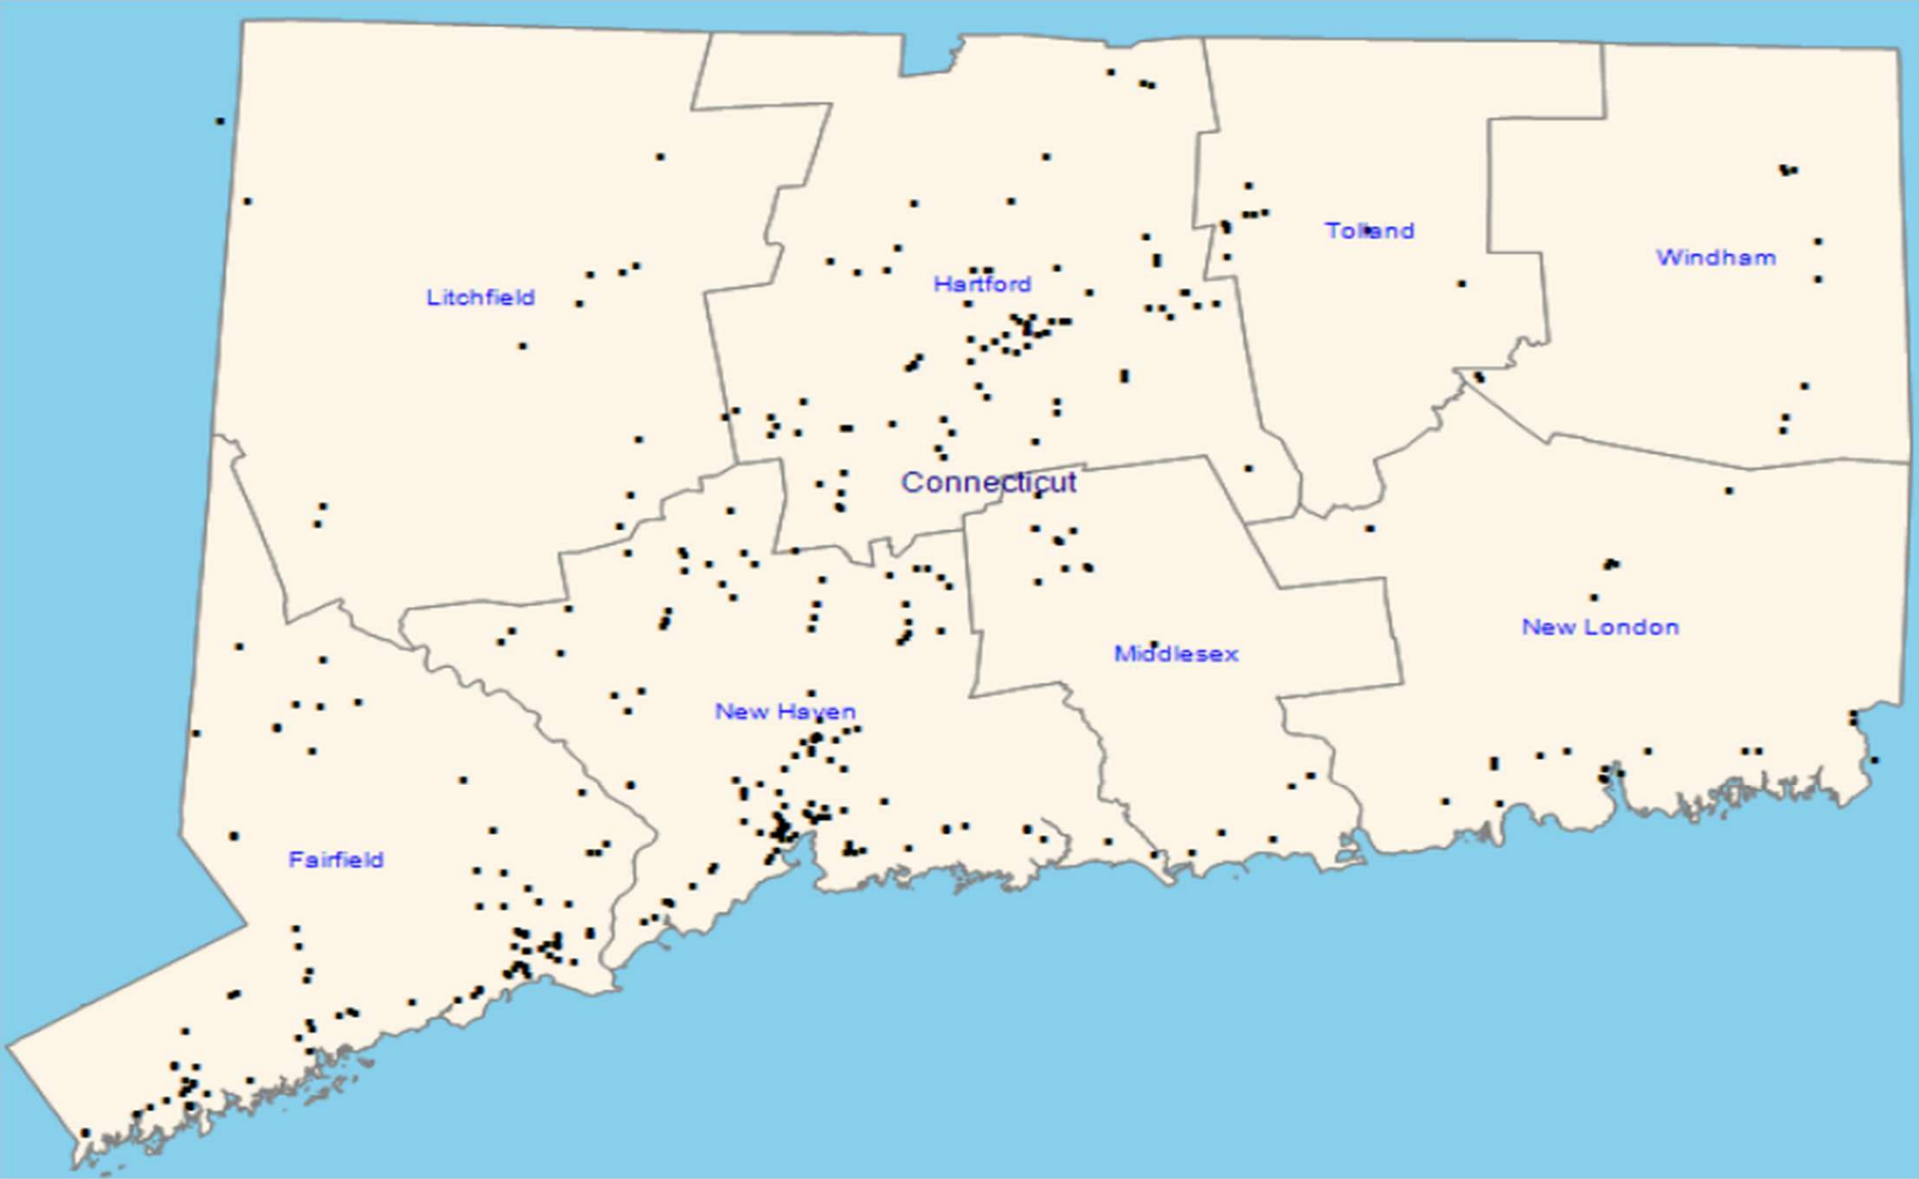 Tolland
Windham
Hartford
Litchfield
Connecticut
New London
Middlesex
New Haven
Fairfield